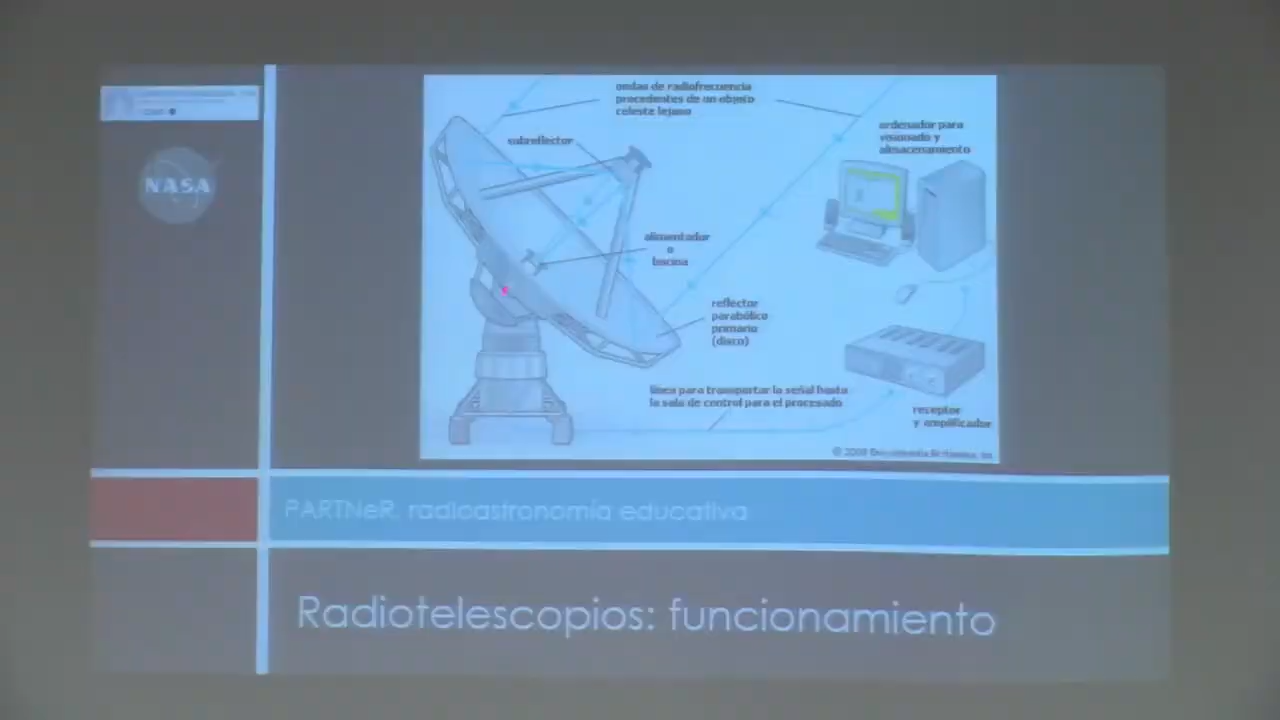 NASA
ondas de radiofrecuencia
procedentes de un objeto
celeste lejano
subreflector
ordenador para
visionado y
almacenamiento
alimentador
o
bocina
reflector
parabólico
primario
(disco)
línea para transportar la señal hasta
la sala de control para el procesado
receptor
y amplificador
© 2008
PARTNeR: radioastronomía educativa
Radiotelescopios: funcionamiento